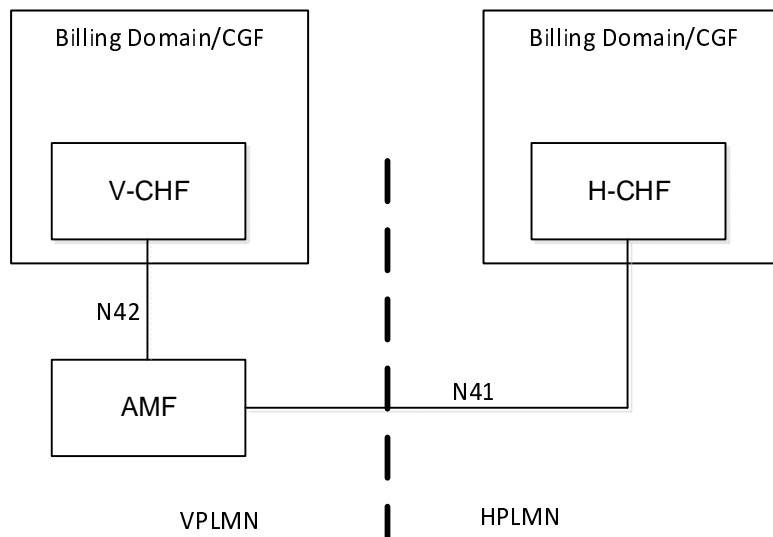 Billing Domain/CGF
Billing Domain/CGF
V-CHF
H-CHF
N42
AMF
N41
VPLMN
HPLMN